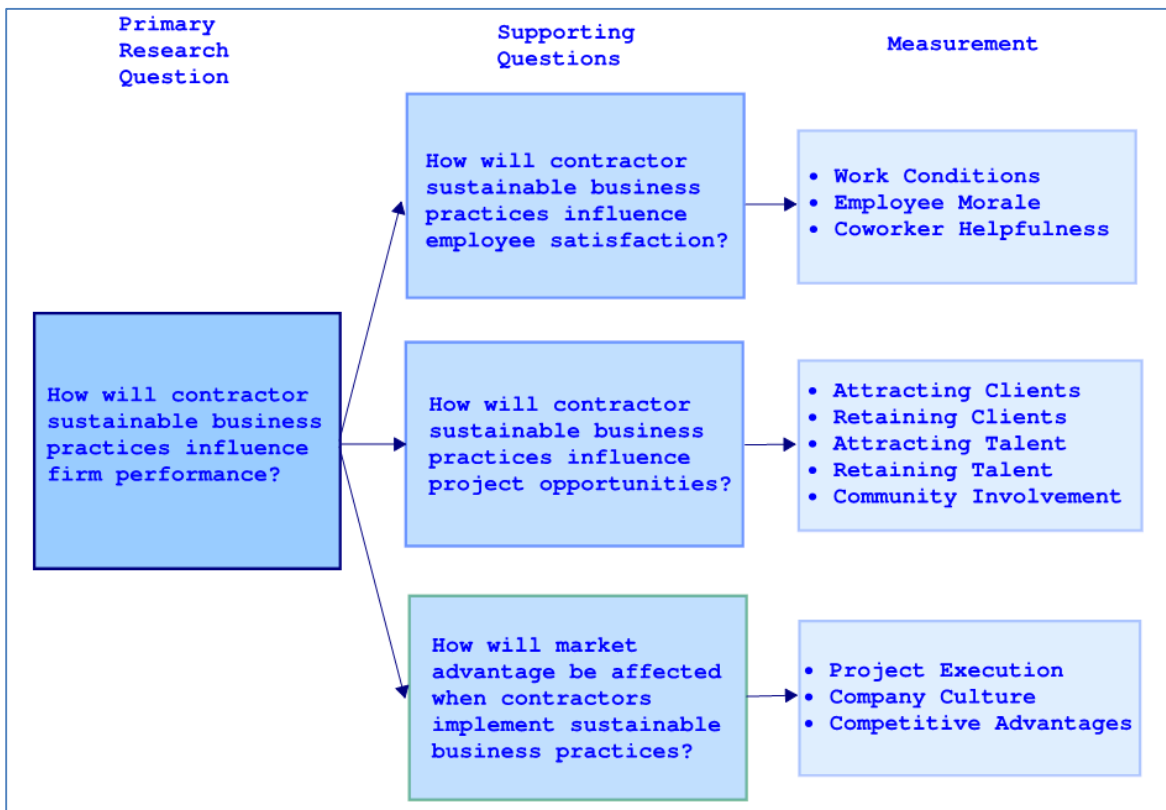 Primary
Research
Question
Supporting
Questions
Measurement
How will contractor
sustainable business
practices influence
firm performance?
How will contractor
sustainable business
practices influence
employee satisfaction?
• Work Conditions
• Employee Morale
• Coworker Helpfulness
How will contractor
sustainable business
practices influence
project opportunities?
• Attracting Clients
• Retaining Clients
• Attracting Talent
• Retaining Talent
• Community Involvement
How will market
advantage be affected
when contractors
implement sustainable
business practices?
• Project Execution
• Company Culture
• Competitive Advantages